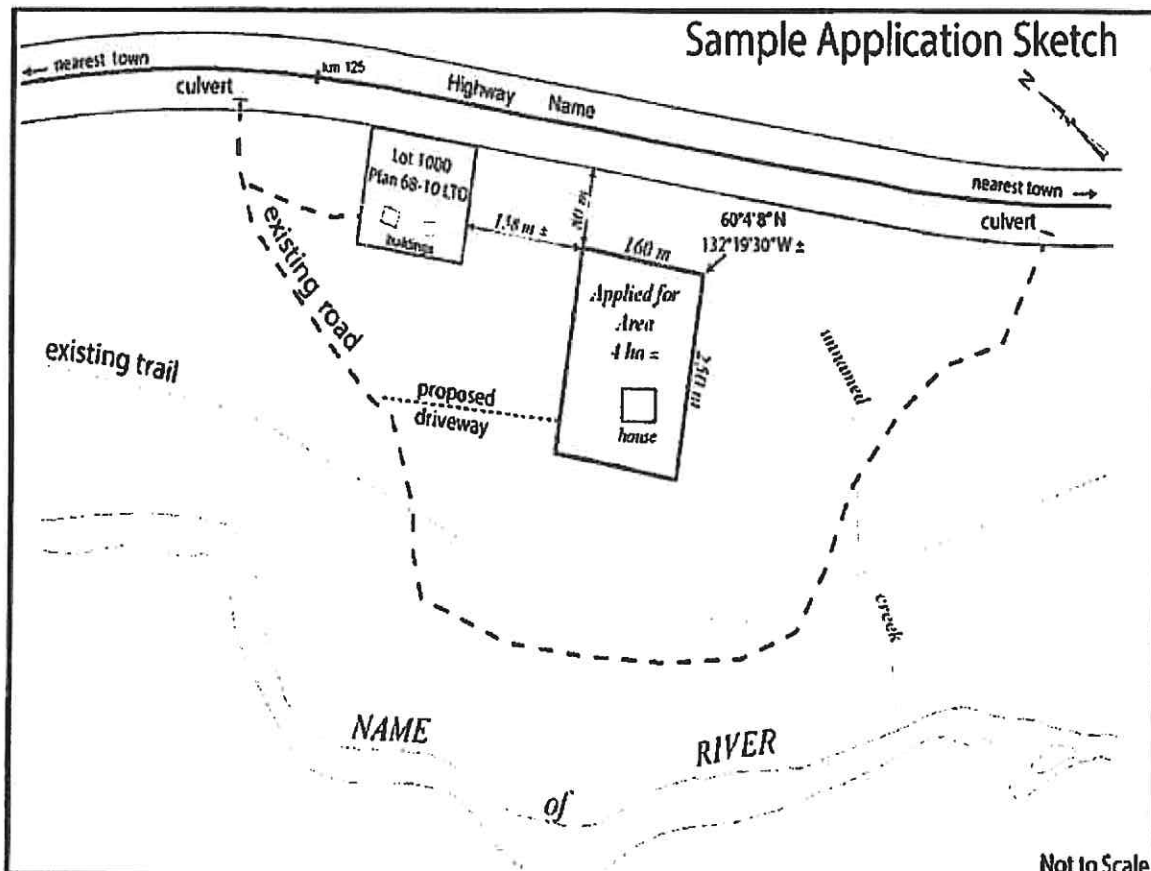 Sample Application Sketch
← nearest town
km 125
culvert
Highway Name
N
nearest town →
culvert
Lot 1000
Plan 68-10 LTO
buildings
138 m ±
80 m
160 m
60°4'8"N
132°19'30"W ±
Applied for
Area
4 ha ±
250 m
house
existing road
existing trail
proposed
driveway
unnamed
creek
NAME
of
RIVER
Not to Scale